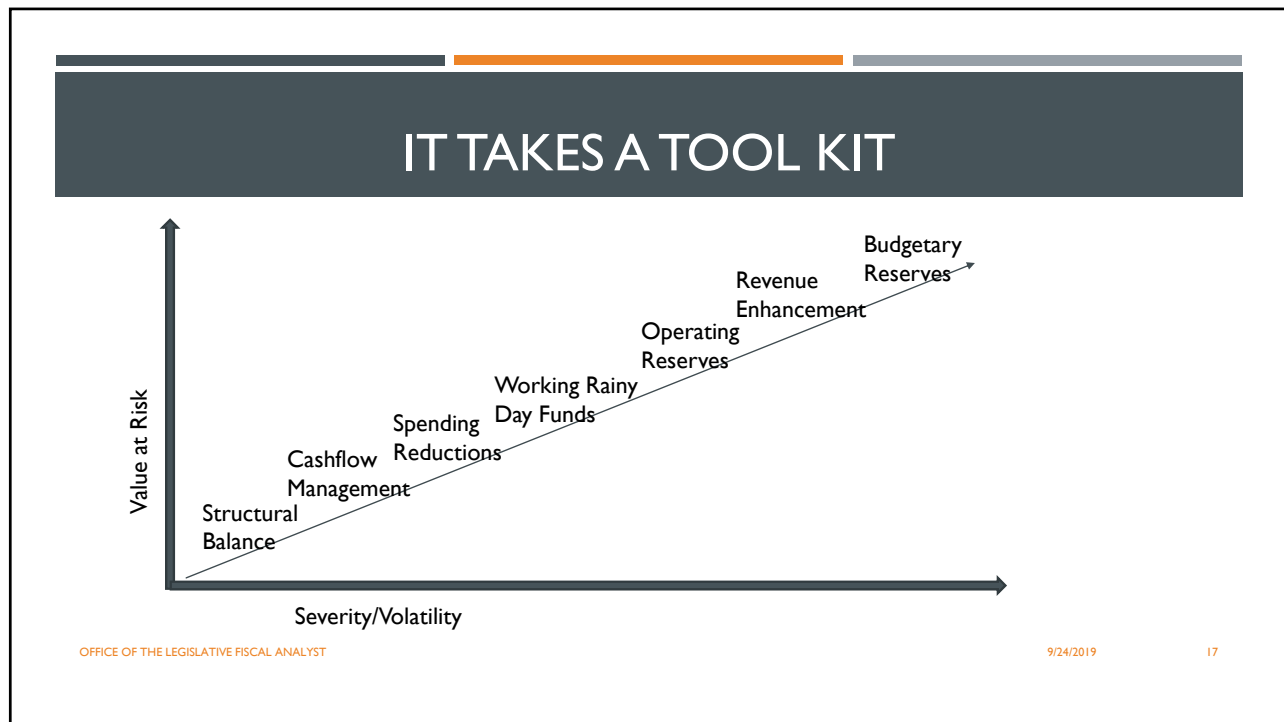 IT TAKES A TOOL KIT
Budgetary
Reserves
Revenue
Enhancement
Operating
Reserves
Working Rainy
Day Funds
Spending
Reductions
Cashflow
Management
Structural
Balance
Value at Risk
Severity/Volatility
OFFICE OF THE LEGISLATIVE FISCAL ANALYST
9/24/2019
17